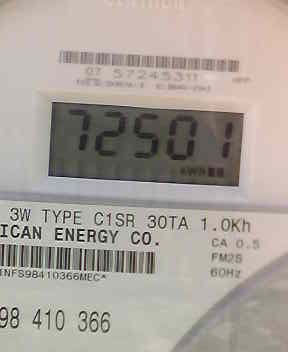 07 57245311
72501
3W TYPE C1SR 30TA 1.0Kh
ICAN ENERGY CO.
CA 0.5
FM2S
60Hz
INFS98410366MEC*
98 410 366